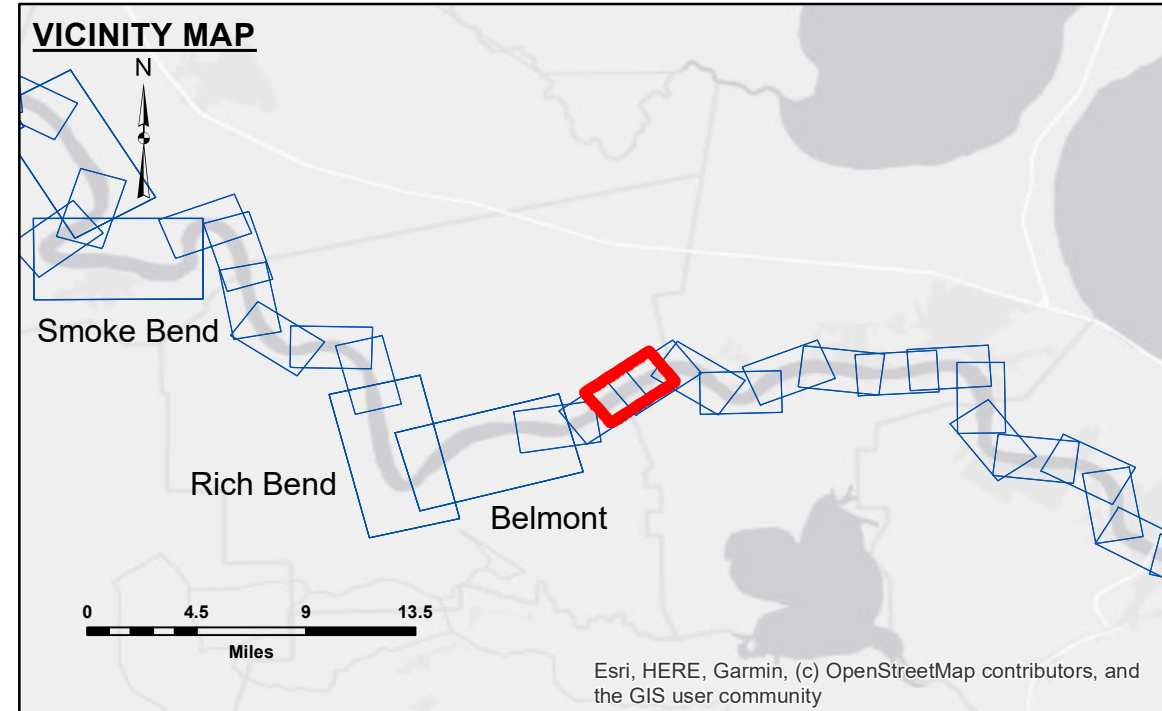 VICINITY MAP
N
Smoke Bend
Rich Bend
Belmont
0 4.5 9 13.5
Miles
Esri, HERE, Garmin, (c) OpenStreetMap contributors, and
the GIS user community